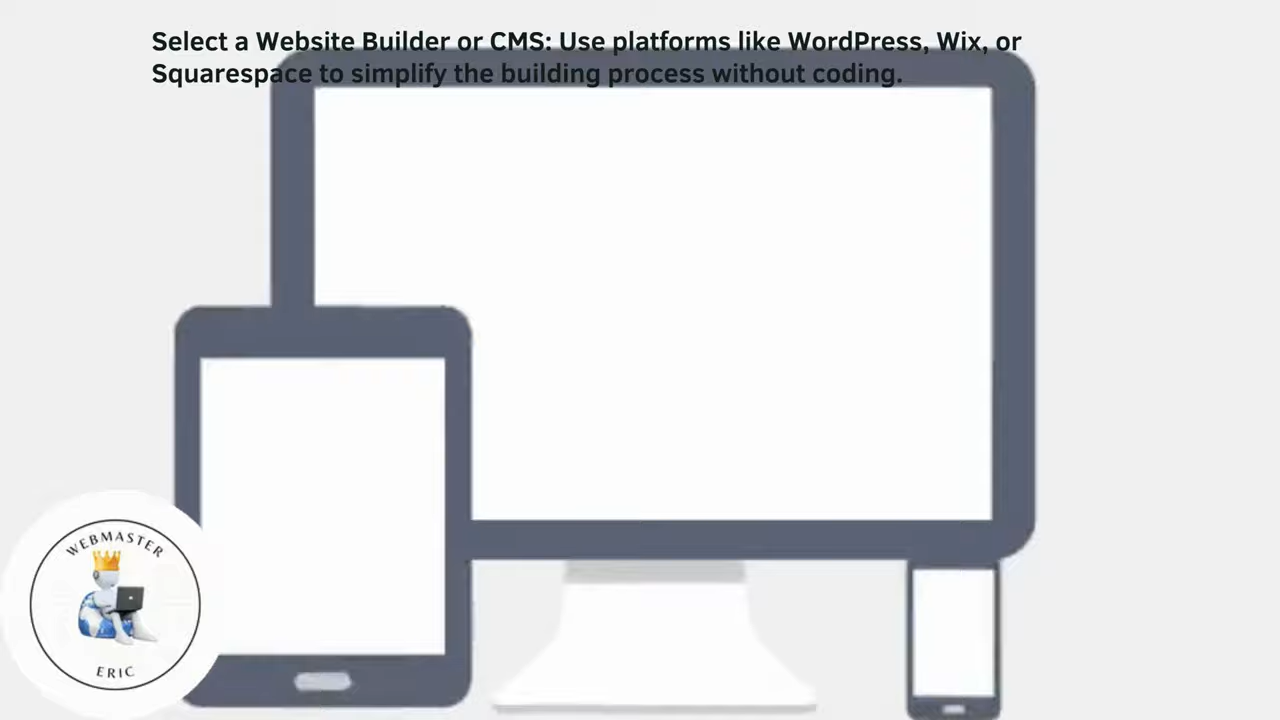 Select a Website Builder or CMS: Use platforms like WordPress, Wix, or
Squarespace to simplify the building process without coding.
WEBMASTER
ERIC